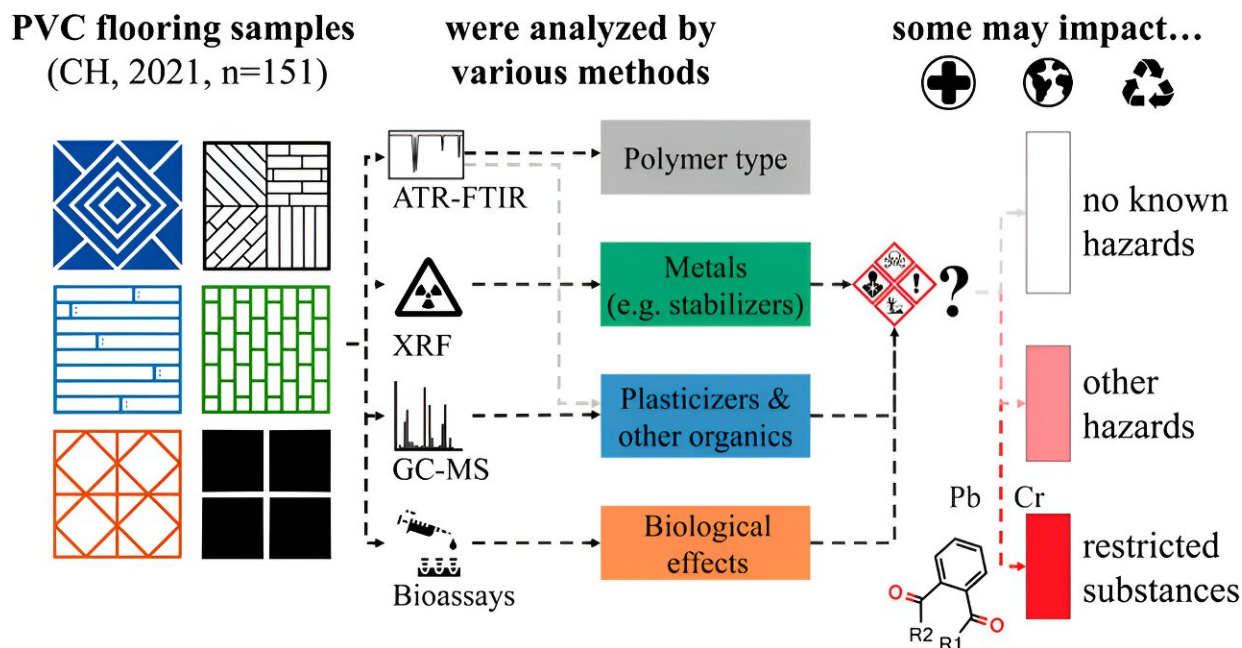 PVC flooring samples
(CH, 2021, n=151)
were analyzed by
various methods
some may impact…
ATR-FTIR
XRF
GC-MS
Bioassays
Polymer type
Metals
(e.g. stabilizers)
Plasticizers &
other organics
Biological
effects
?
no known
hazards
other
hazards
Pb Cr
restricted
substances
O
O
R2
R1